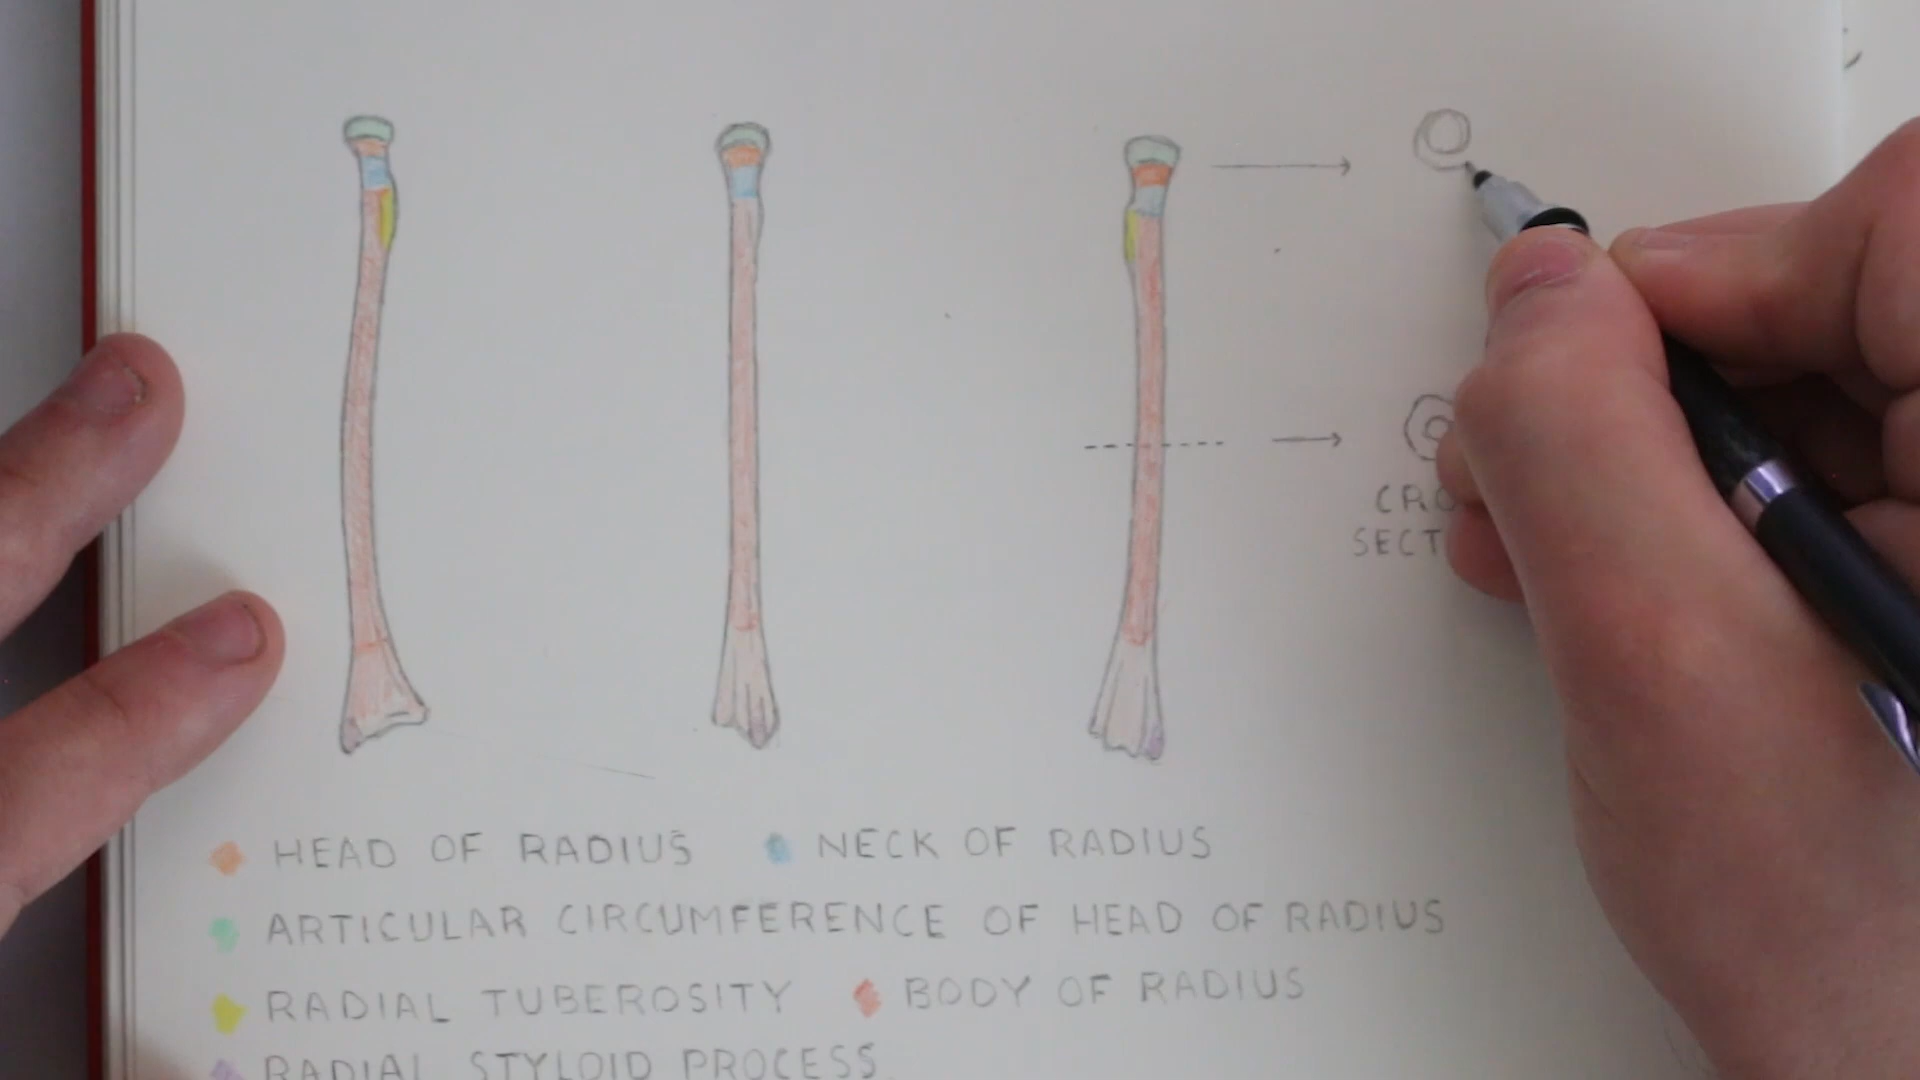 HEAD OF RADIUS NECK OF RADIUS
ARTICULAR CIRCUMFERENCE OF HEAD OF RADIUS
RADIAL TUBEROSITY BODY OF RADIUS
RADIAL STYLOID PROCESS